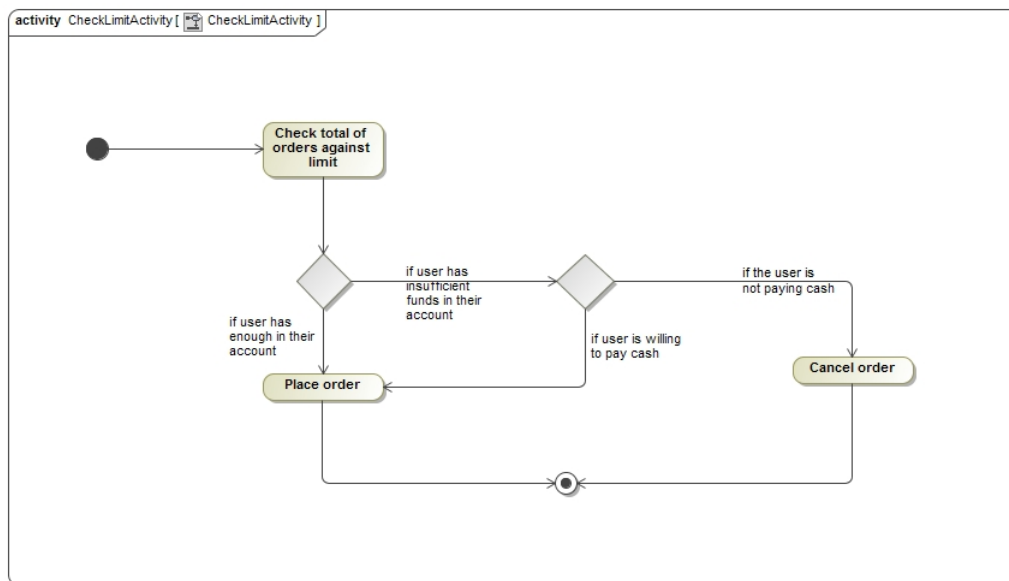 activity CheckLimitActivity [ CheckLimitActivity ]
Check total of
orders against
limit
if user has
insufficient
funds in their
account
if the user is
not paying cash
if user has
enough in their
account
if user is willing
to pay cash
Place order
Cancel order